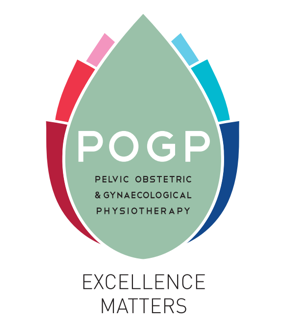 POGP
PELVIC OBSTETRIC
& GYNAECOLOGICAL
PHYSIOTHERAPY
EXCELLENCE
MATTERS